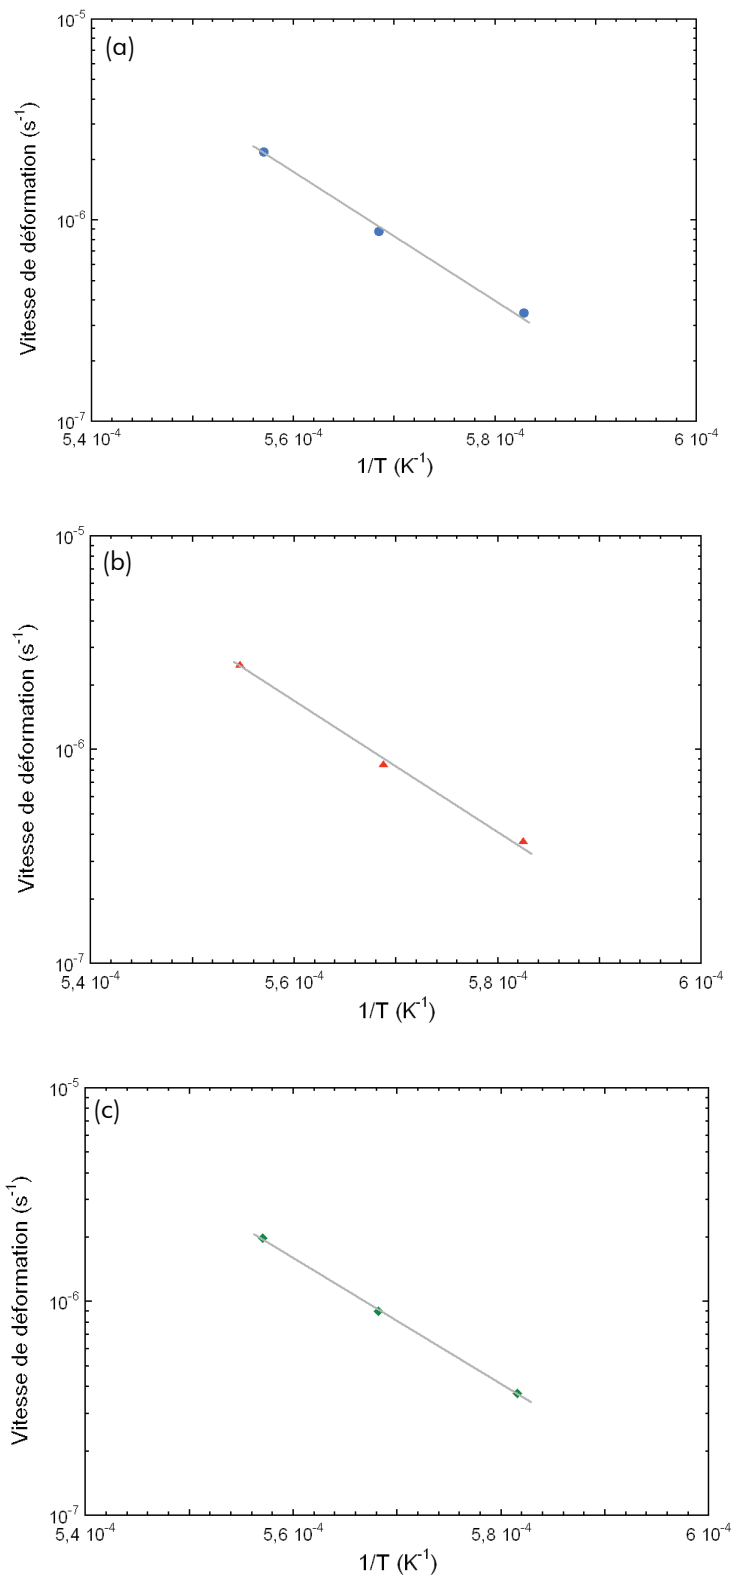 (a)
10⁻⁵
10⁻⁶
10⁻⁷
Vitesse de déformation (s⁻¹)
5,4 10⁻⁴ 5,6 10⁻⁴ 5,8 10⁻⁴ 6 10⁻⁴
1/T (K⁻¹)
(b)
10⁻⁵
10⁻⁶
10⁻⁷
Vitesse de déformation (s⁻¹)
5,4 10⁻⁴ 5,6 10⁻⁴ 5,8 10⁻⁴ 6 10⁻⁴
1/T (K⁻¹)
(c)
10⁻⁵
10⁻⁶
10⁻⁷
Vitesse de déformation (s⁻¹)
5,4 10⁻⁴ 5,6 10⁻⁴ 5,8 10⁻⁴ 6 10⁻⁴
1/T (K⁻¹)